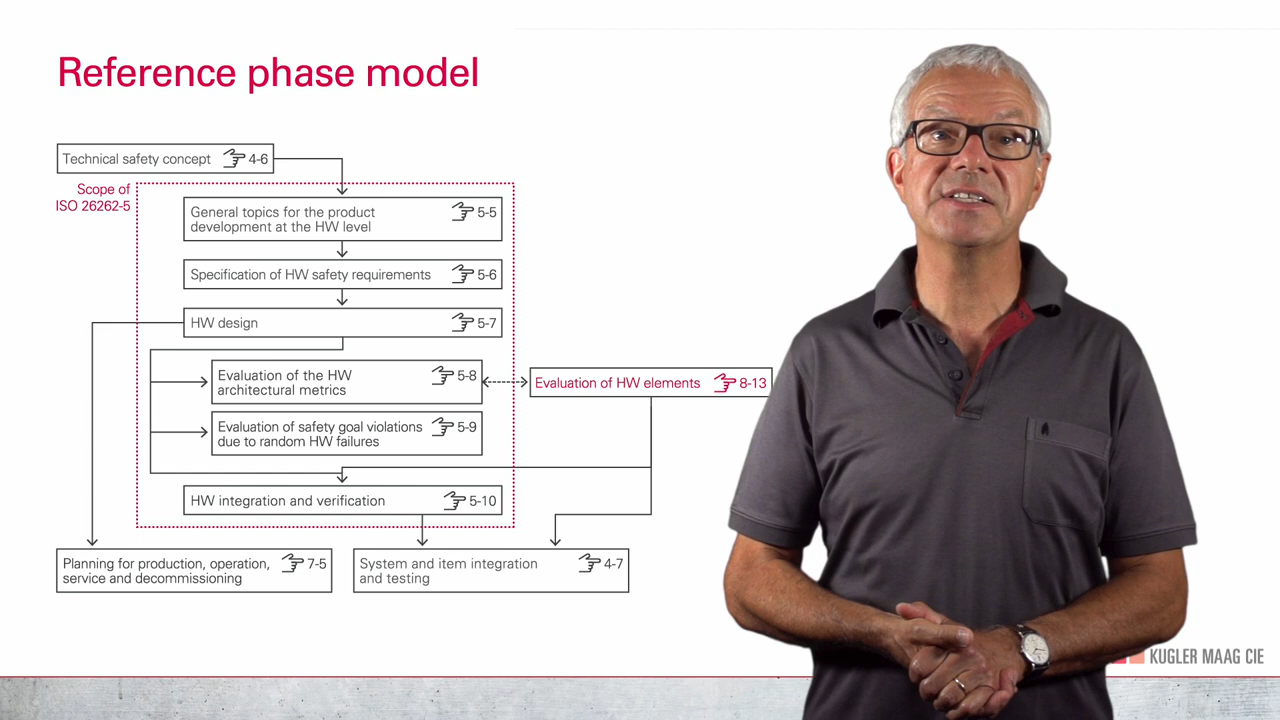 Reference phase model
Technical safety concept 4-6
Scope of
ISO 26262-5
General topics for the product 5-5
development at the HW level
Specification of HW safety requirements 5-6
HW design 5-7
Evaluation of the HW 5-8
architectural metrics
Evaluation of HW elements 8-13
Evaluation of safety goal violations 5-9
due to random HW failures
HW integration and verification 5-10
Planning for production, operation, 7-5
service and decommissioning
System and item integration 4-7
and testing
KUGLER MAAG CIE